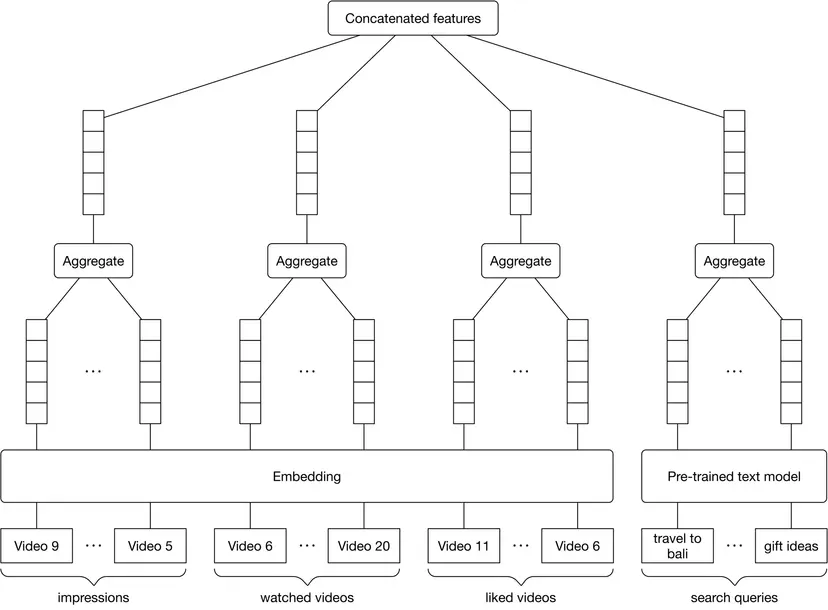 Concatenated features
Aggregate
Aggregate
Aggregate
Aggregate
...
...
...
...
Embedding
Pre-trained text model
Video 9
...
Video 5
Video 6
...
Video 20
Video 11
...
Video 6
travel to
bali
...
gift ideas
impressions
watched videos
liked videos
search queries